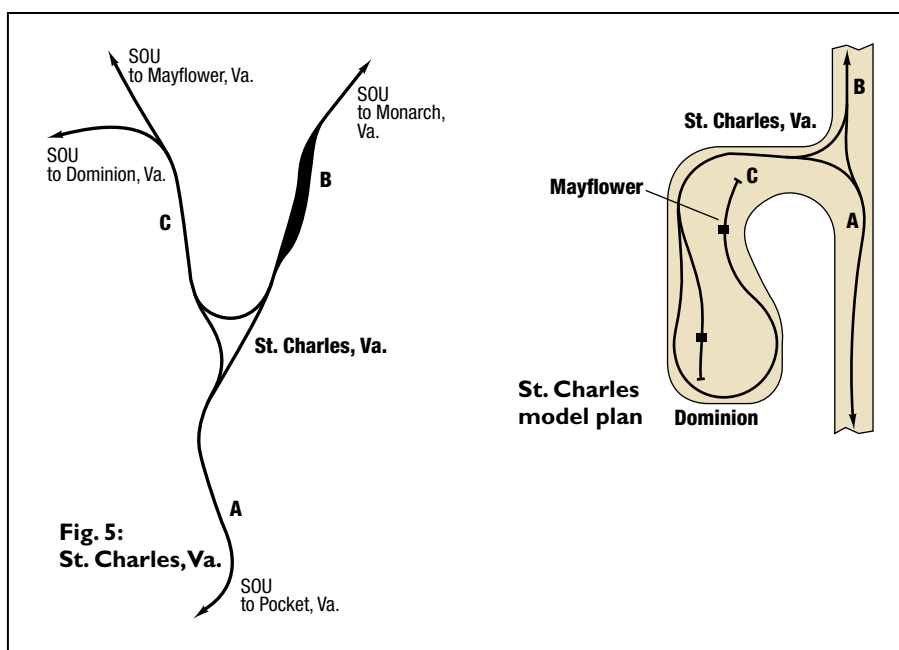 SOU
to Mayflower, Va.
SOU
to Dominion, Va.
SOU
to Monarch,
Va.
B
C
St. Charles, Va.
A
Fig. 5:
St. Charles, Va.
SOU
to Pocket, Va.
B
St. Charles, Va.
Mayflower
C
A
St. Charles
model plan
Dominion